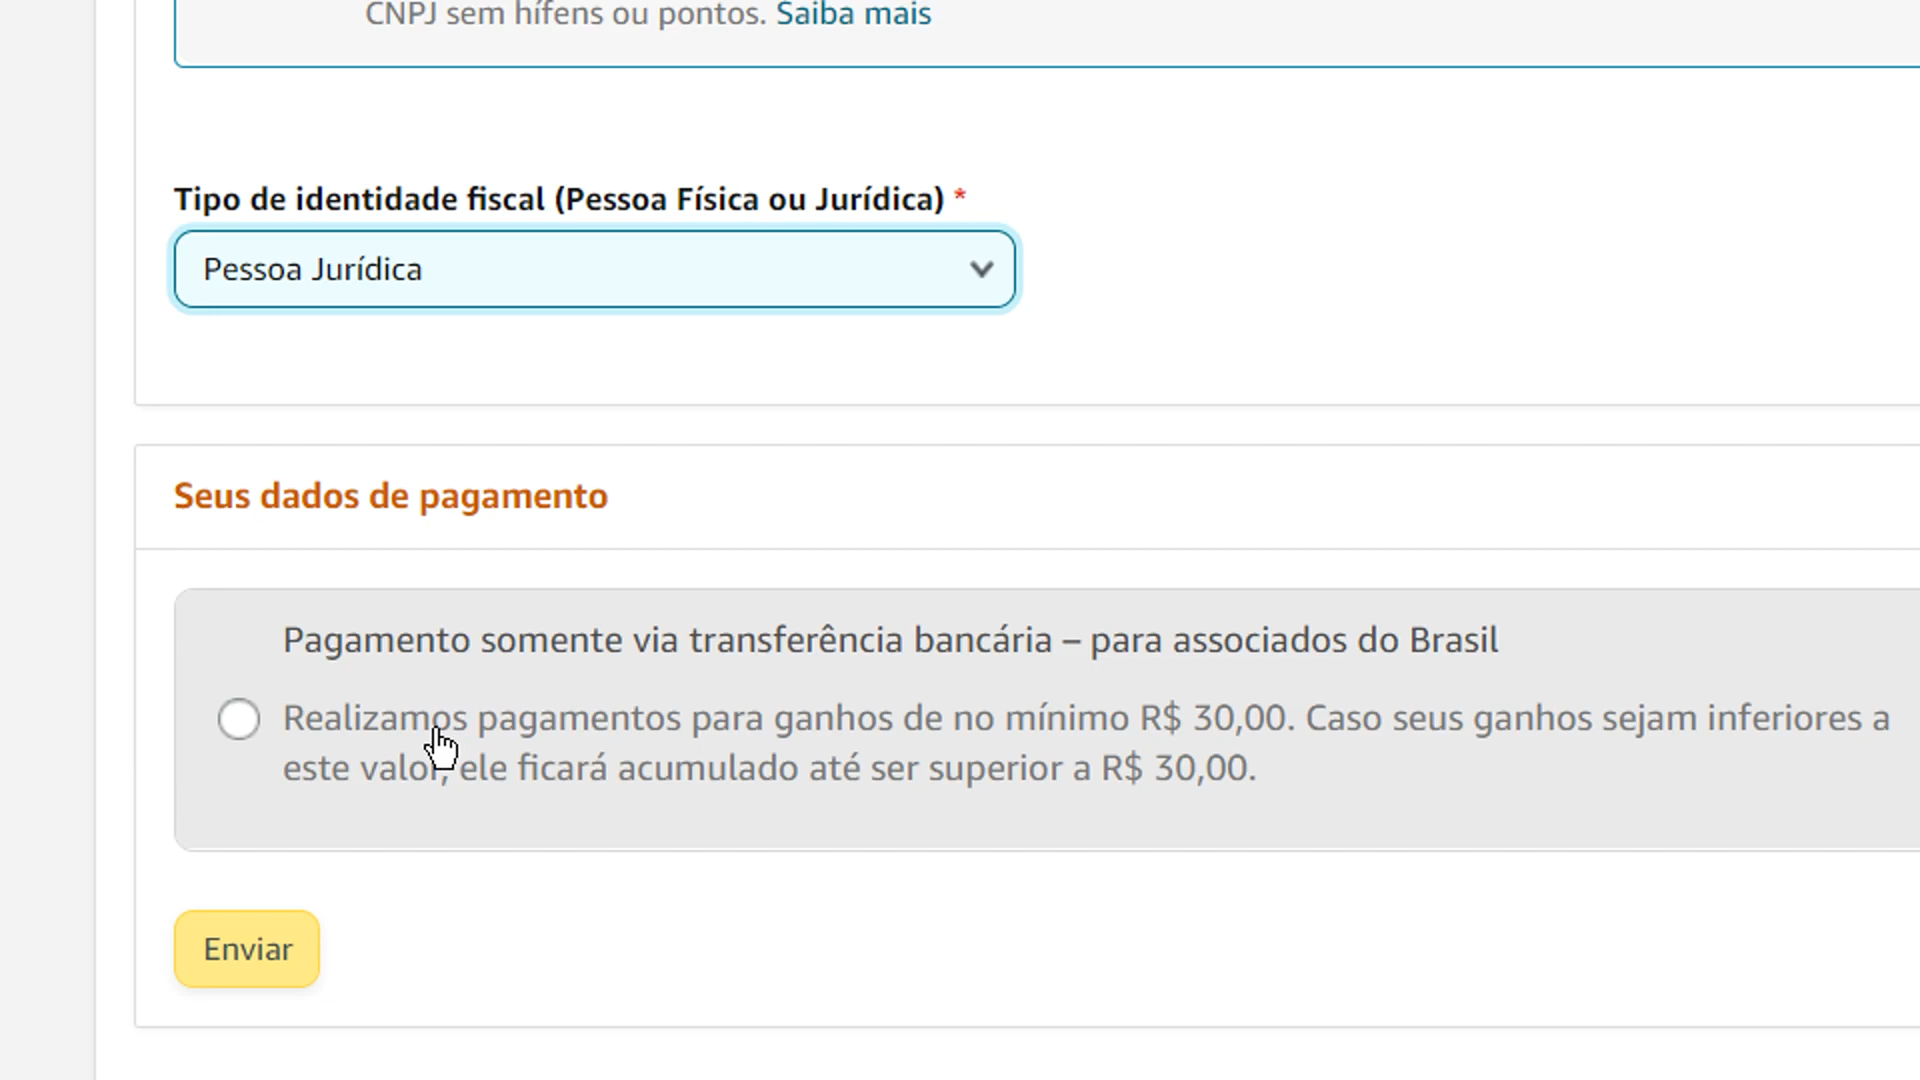 CNPJ sem hífens ou pontos. Saiba mais
Tipo de identidade fiscal (Pessoa Física ou Jurídica) *
Pessoa Jurídica
Seus dados de pagamento
Pagamento somente via transferência bancária – para associados do Brasil
Realizamos pagamentos para ganhos de no mínimo R$ 30,00. Caso seus ganhos sejam inferiores a
este valor, ele ficará acumulado até ser superior a R$ 30,00.
Enviar